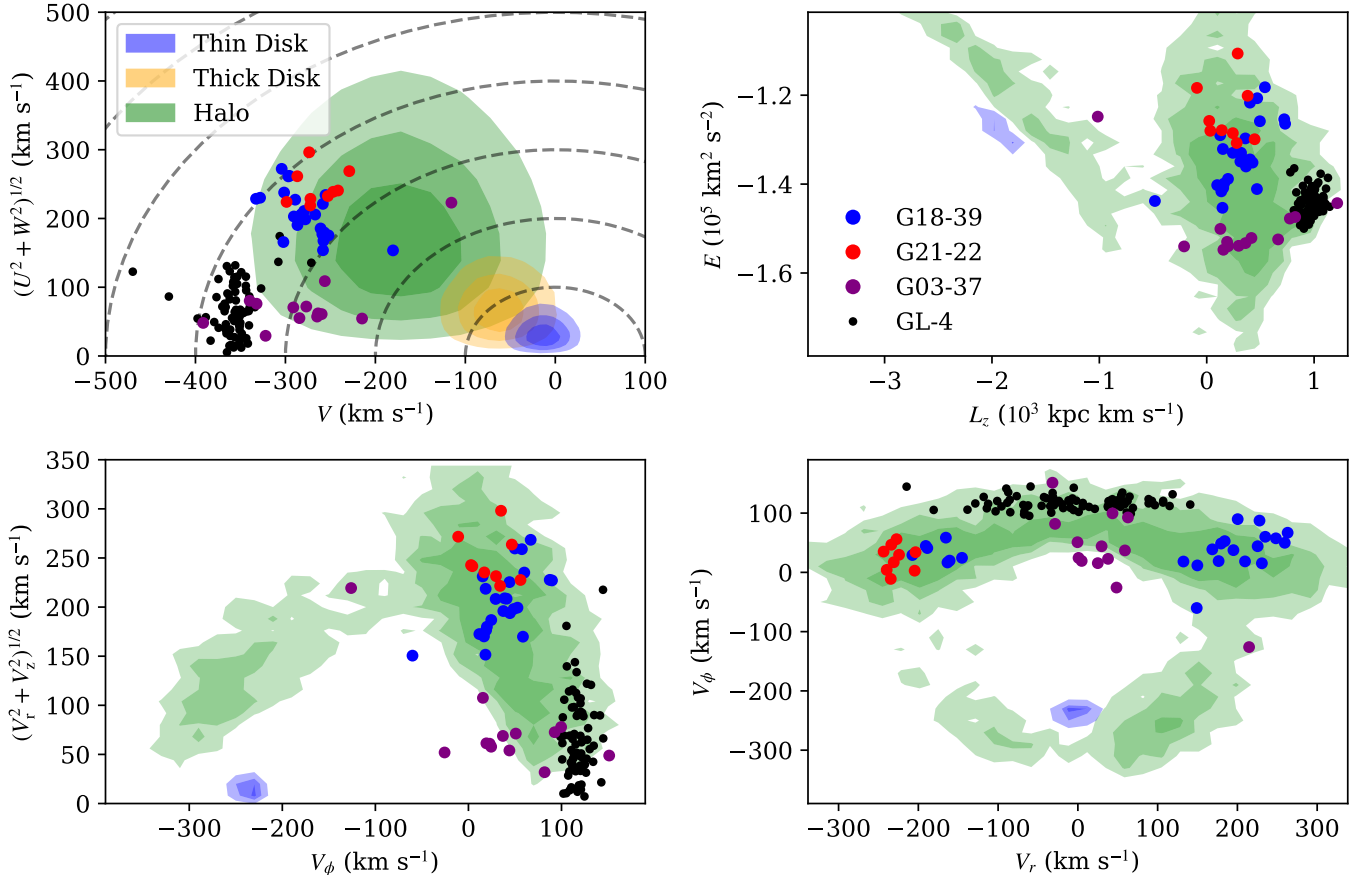 500
400
300
200
100
0
(U² + W²)^{1/2} (km s⁻¹)
Thin Disk
Thick Disk
Halo
−500 −400 −300 −200 −100 0 100
V (km s⁻¹)
−1.2
−1.4
−1.6
E (10⁵ km² s⁻²)
G18-39
G21-22
G03-37
GL-4
−3 −2 −1 0 1
L_z (10³ kpc km s⁻¹)
350
300
250
200
150
100
50
0
(V_r² + V_z²)^{1/2} (km s⁻¹)
−300 −200 −100 0 100
V_ϕ (km s⁻¹)
100
0
−100
−200
−300
V_ϕ (km s⁻¹)
−300 −200 −100 0 100 200 300
V_r (km s⁻¹)